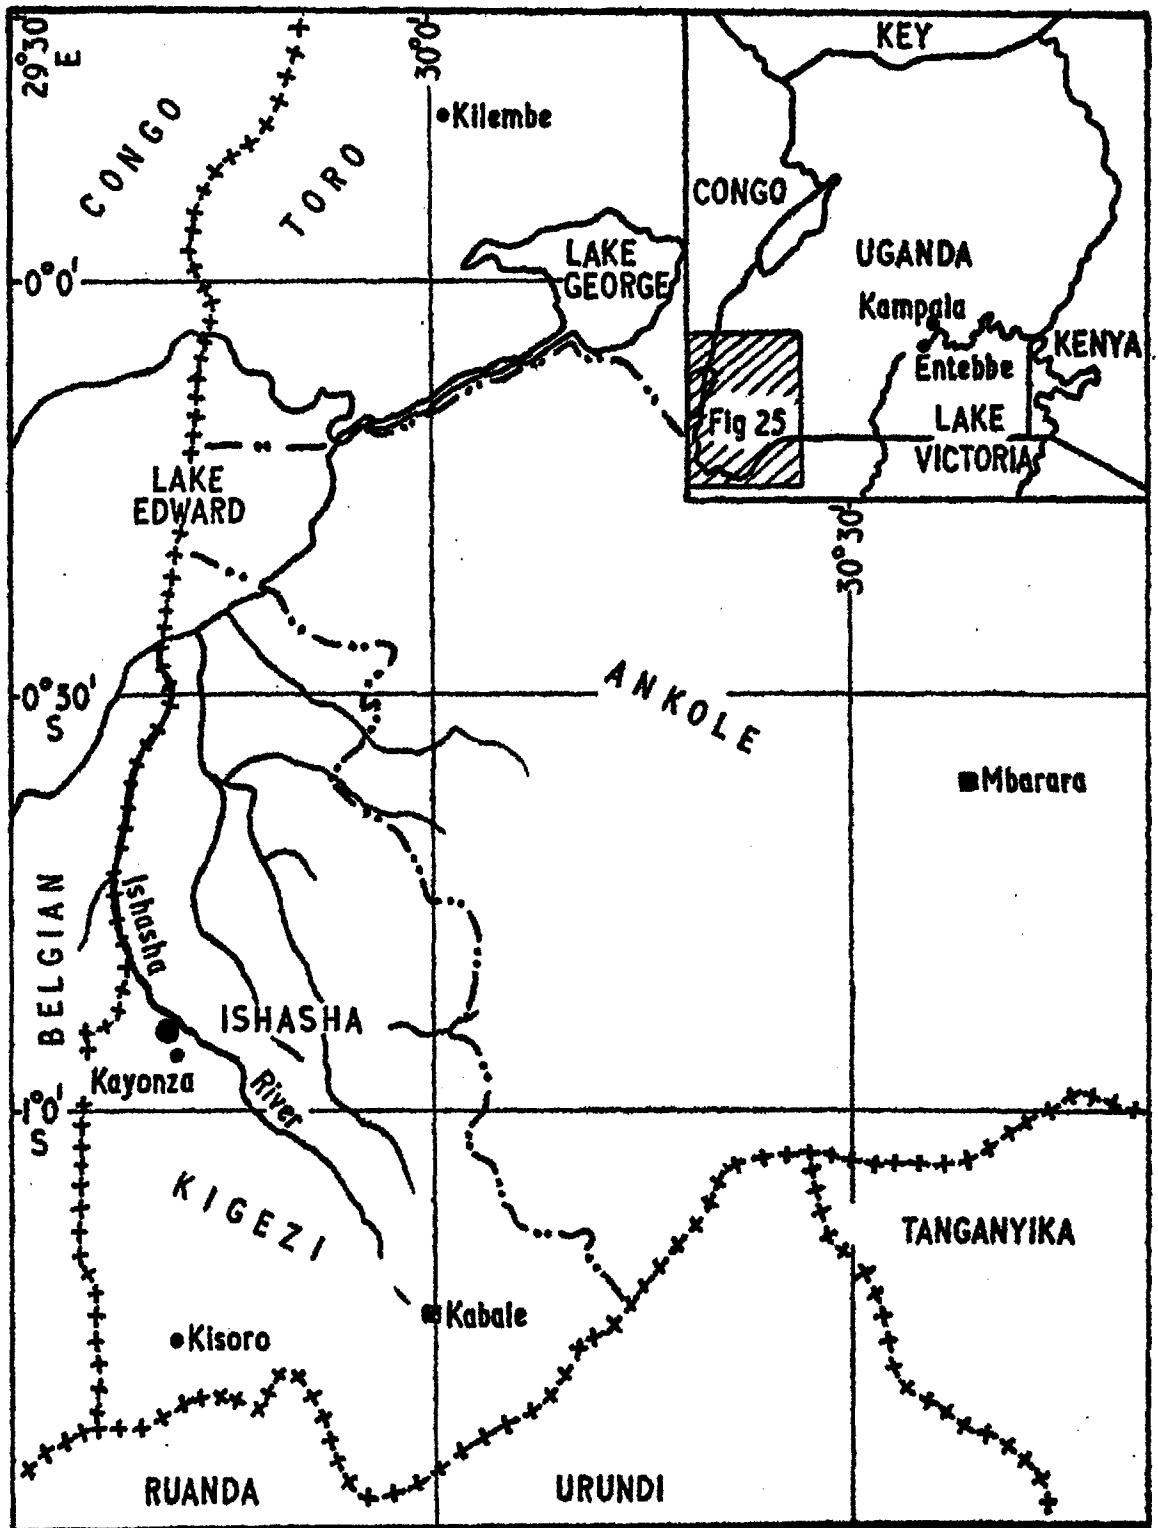 29°30'
E
30°0'
KEY
CONGO
TORO
Kilembe
CONGO
LAKE
GEORGE
UGANDA
0°0'
Kampala
KENYA
Entebbe
Fig 25
LAKE
VICTORIA
LAKE
EDWARD
30°30'
ANKOLE
0°30'
S
Mbarara
BELGIAN
Ishasha
ISHASHA
Kayonza
River
1°0'
S
KIGEZI
TANGANYIKA
Kabale
Kisoro
RUANDA
URUNDI